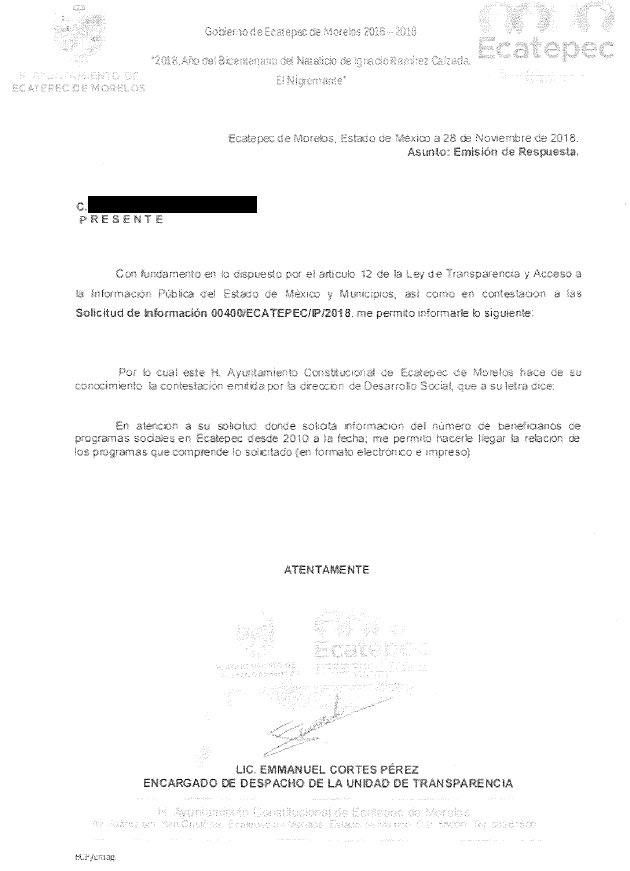 Gobierno de Ecatepec de Morelos 2016 – 2018
"2018, Año del Bicentenario del Natalicio de Ignacio Ramírez Calzada,
El Nigromante"
Ecatepec
H. AYUNTAMIENTO DE
ECATEPEC DE MORELOS
Ecatepec de Morelos, Estado de México a 28 de Noviembre de 2018.
Asunto: Emisión de Respuesta.
C.
PRESENTE
Con fundamento en lo dispuesto por el artículo 12 de la Ley de Transparencia y Acceso a
la Información Pública del Estado de México y Municipios, así como en contestación a las
Solicitud de Información 00400/ECATEPEC/IP/2018, me permito informarle lo siguiente:
Por lo cual este H. Ayuntamiento Constitucional de Ecatepec de Morelos hace de su
conocimiento la contestación emitida por la dirección de Desarrollo Social, que a su letra dice:
En atención a su solicitud donde solicita información del número de beneficiarios de
programas sociales en Ecatepec desde 2010 a la fecha; me permito hacerle llegar la relación de
los programas que comprende lo solicitado (en formato electrónico e impreso)
ATENTAMENTE
Ecatepec
LIC. EMMANUEL CORTES PÉREZ
ENCARGADO DE DESPACHO DE LA UNIDAD DE TRANSPARENCIA
H. Ayuntamiento Constitucional de Ecatepec de Morelos